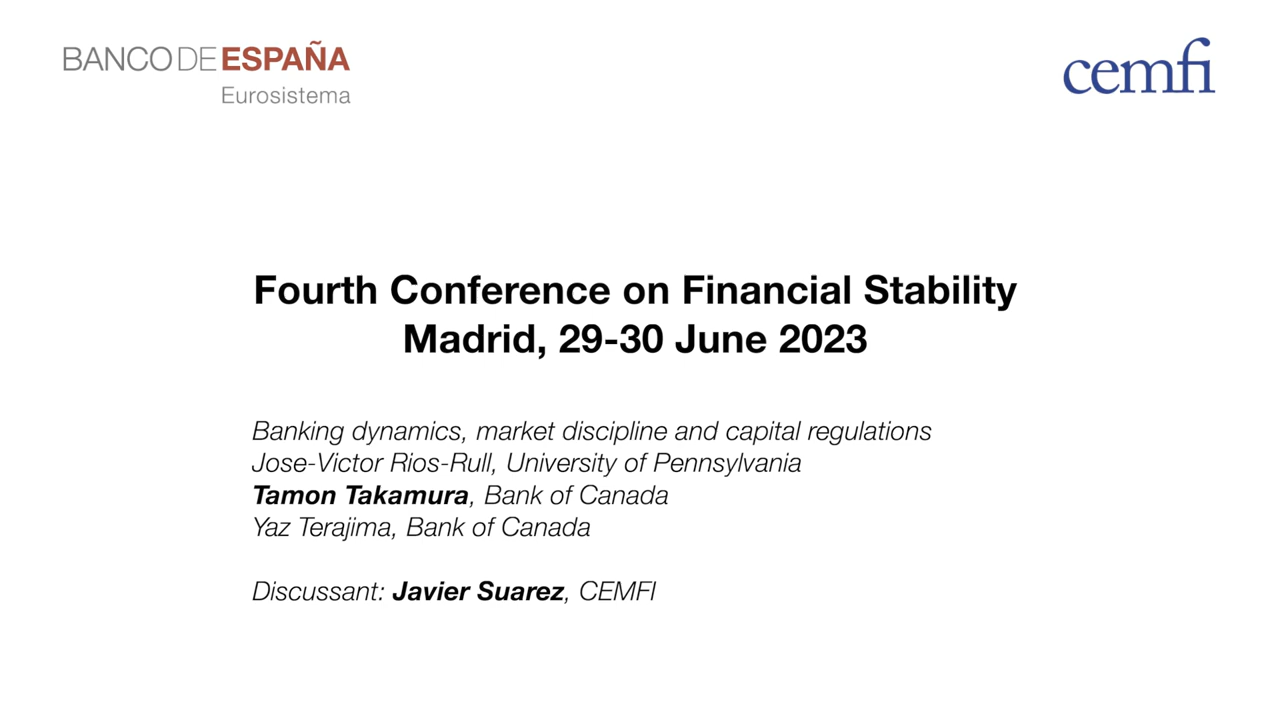 BANCO DE ESPAÑA
Eurosistema
cemfi
Fourth Conference on Financial Stability
Madrid, 29-30 June 2023
Banking dynamics, market discipline and capital regulations
Jose-Victor Rios-Rull, University of Pennsylvania
Tamon Takamura, Bank of Canada
Yaz Terajima, Bank of Canada
Discussant: Javier Suarez, CEMFI